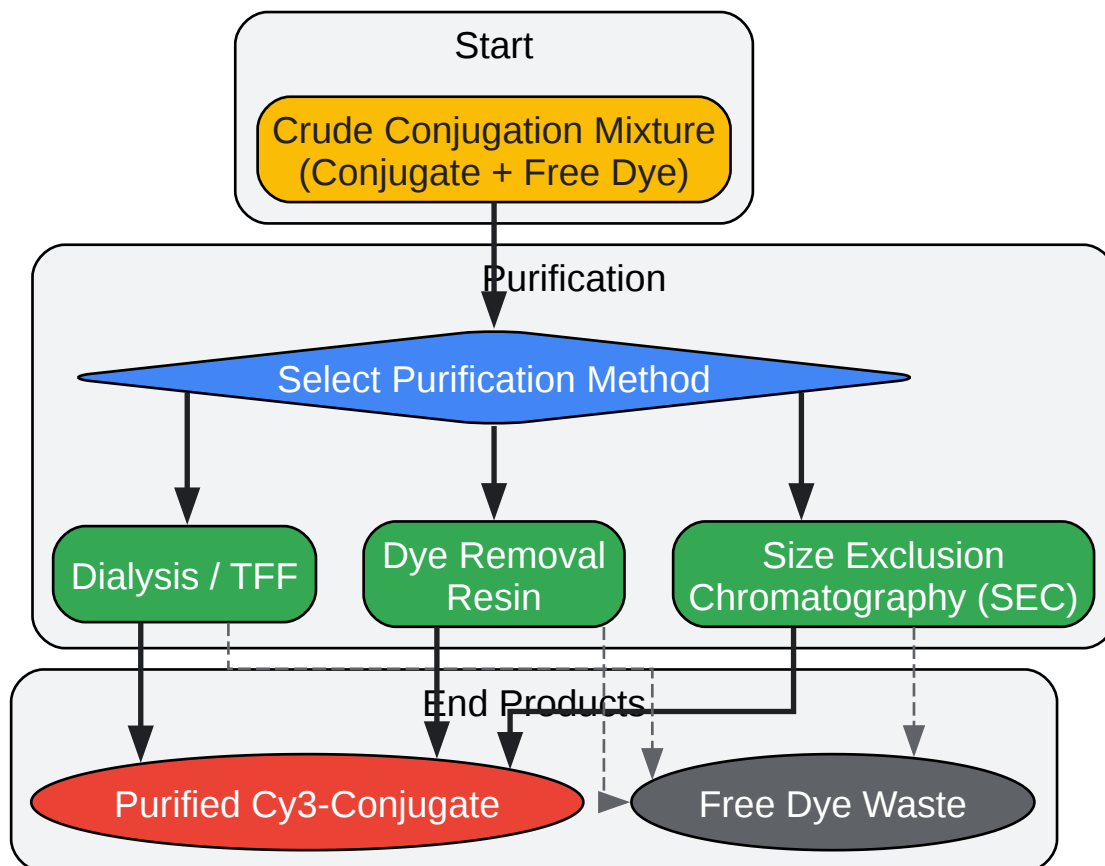 Start
Crude Conjugation Mixture
(Conjugate + Free Dye)
Purification
Select Purification Method
Dialysis / TFF
Dye Removal
Resin
Size Exclusion
Chromatography (SEC)
End Products
Purified Cy3-Conjugate
Free Dye Waste